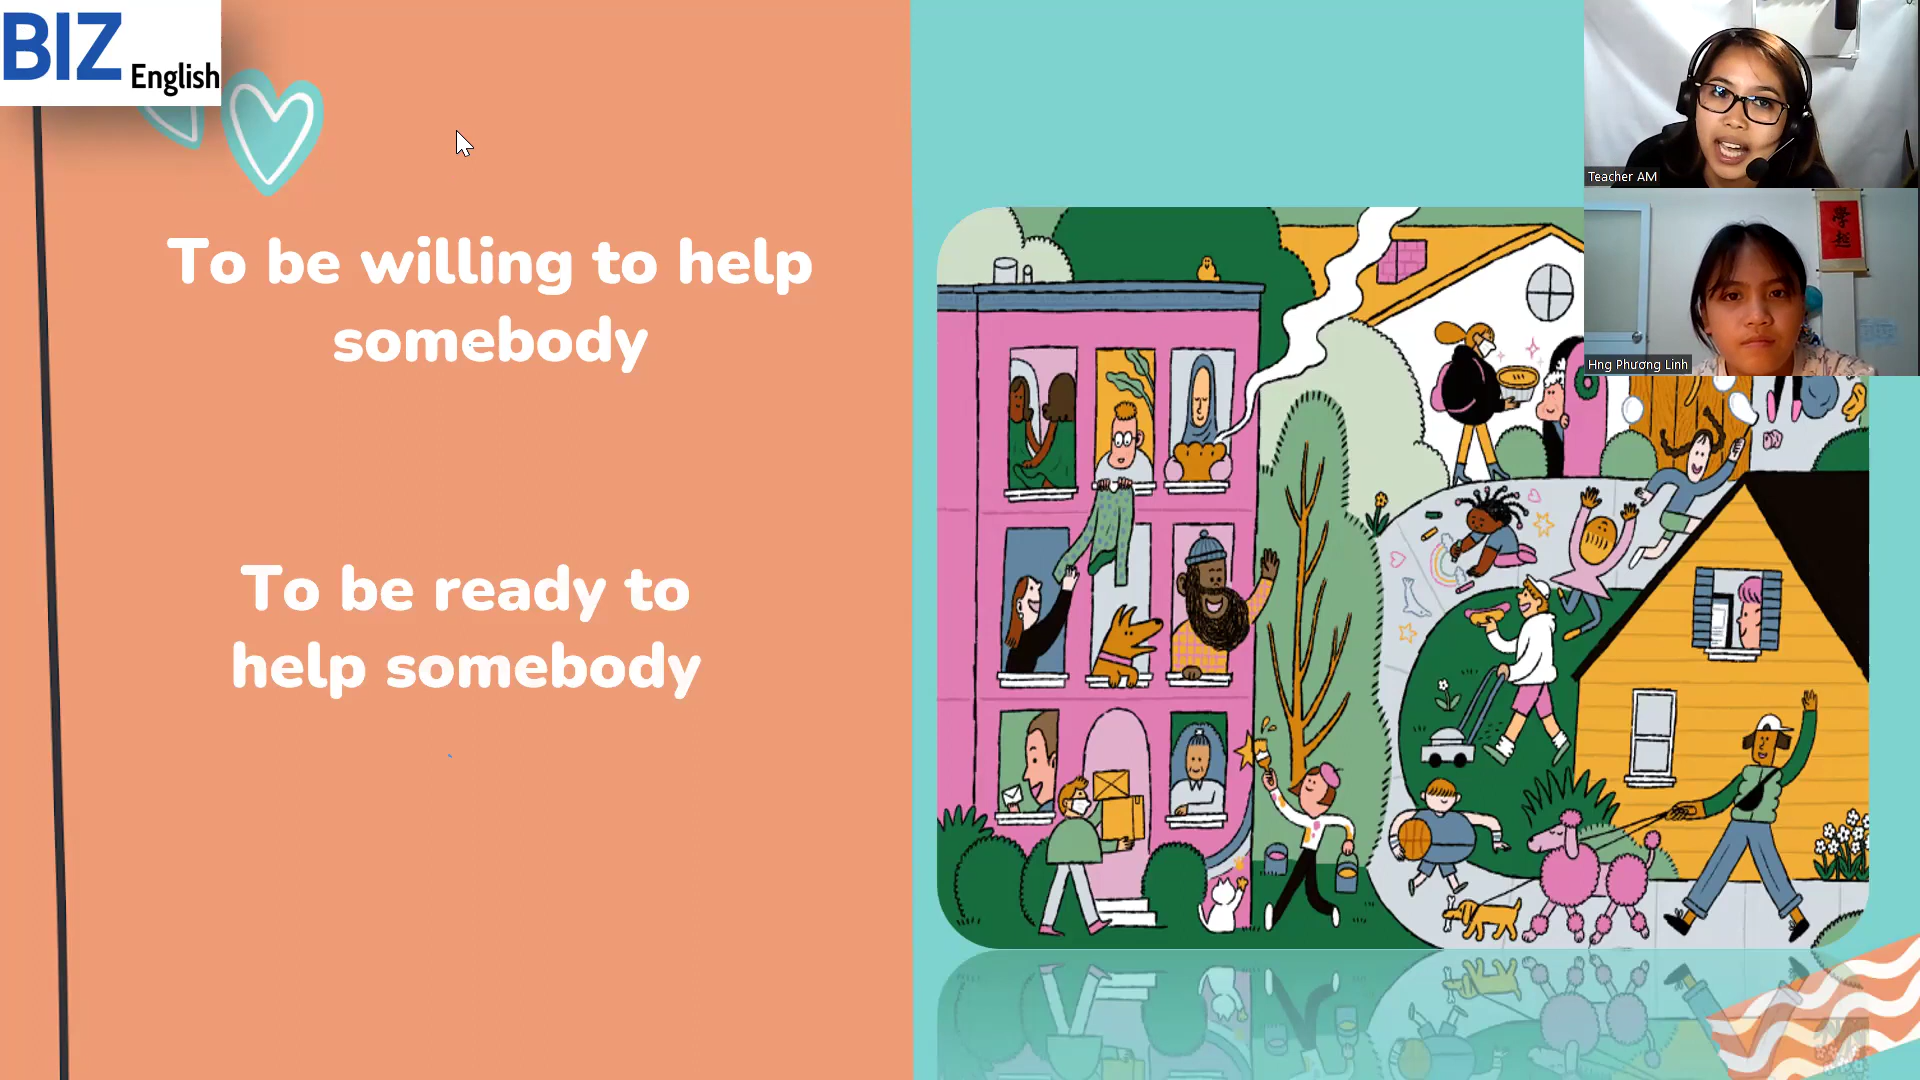 BIZ
English
To be willing to help
somebody
To be ready to
help somebody
Teacher AM
Hng Phương Linh